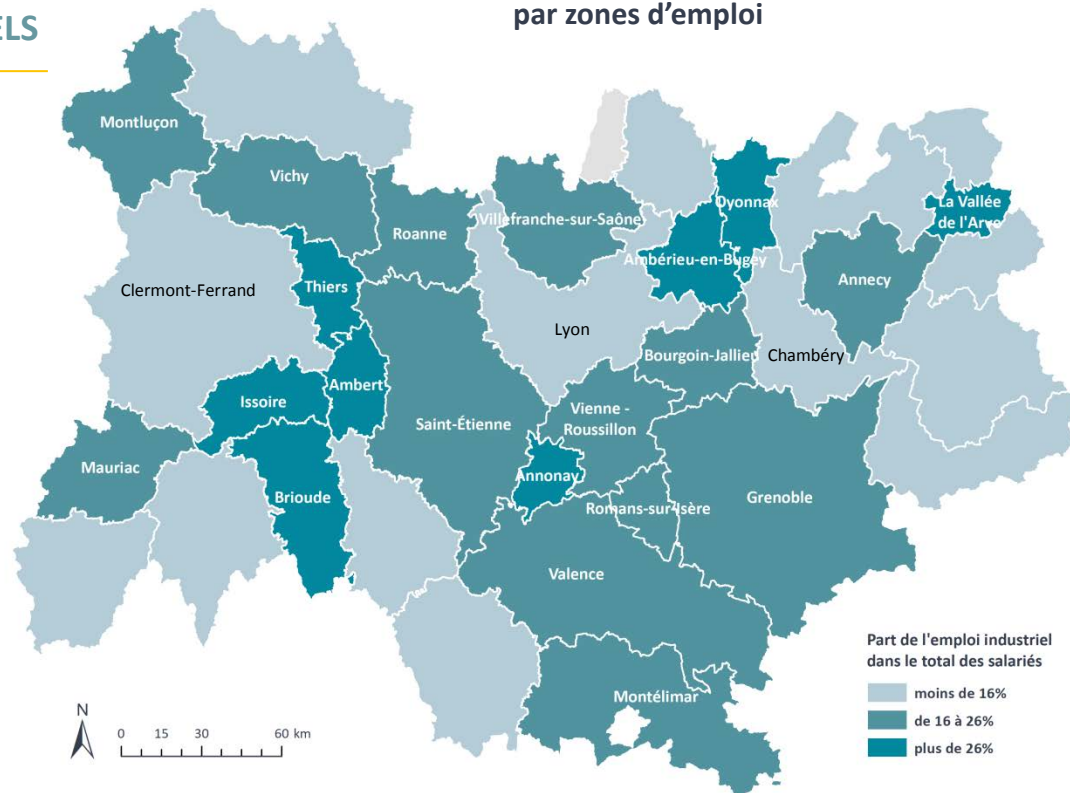 ELS
par zones d'emploi
Montluçon
Vichy
Roanne
Villefranche-sur-Saône
Oyonnax
La Vallée
de l'Arve
Ambérieu-en-Bugey
Annecy
Clermont-Ferrand
Thiers
Lyon
Bourgoin-Jallieu
Chambéry
Ambert
Issoire
Saint-Étienne
Vienne -
Roussillon
Mauriac
Brioude
Annonay
Romans-sur-Isère
Grenoble
Valence
Montélimar
Part de l'emploi industriel
dans le total des salariés
moins de 16%
de 16 à 26%
plus de 26%
N
0 15 30 60 km